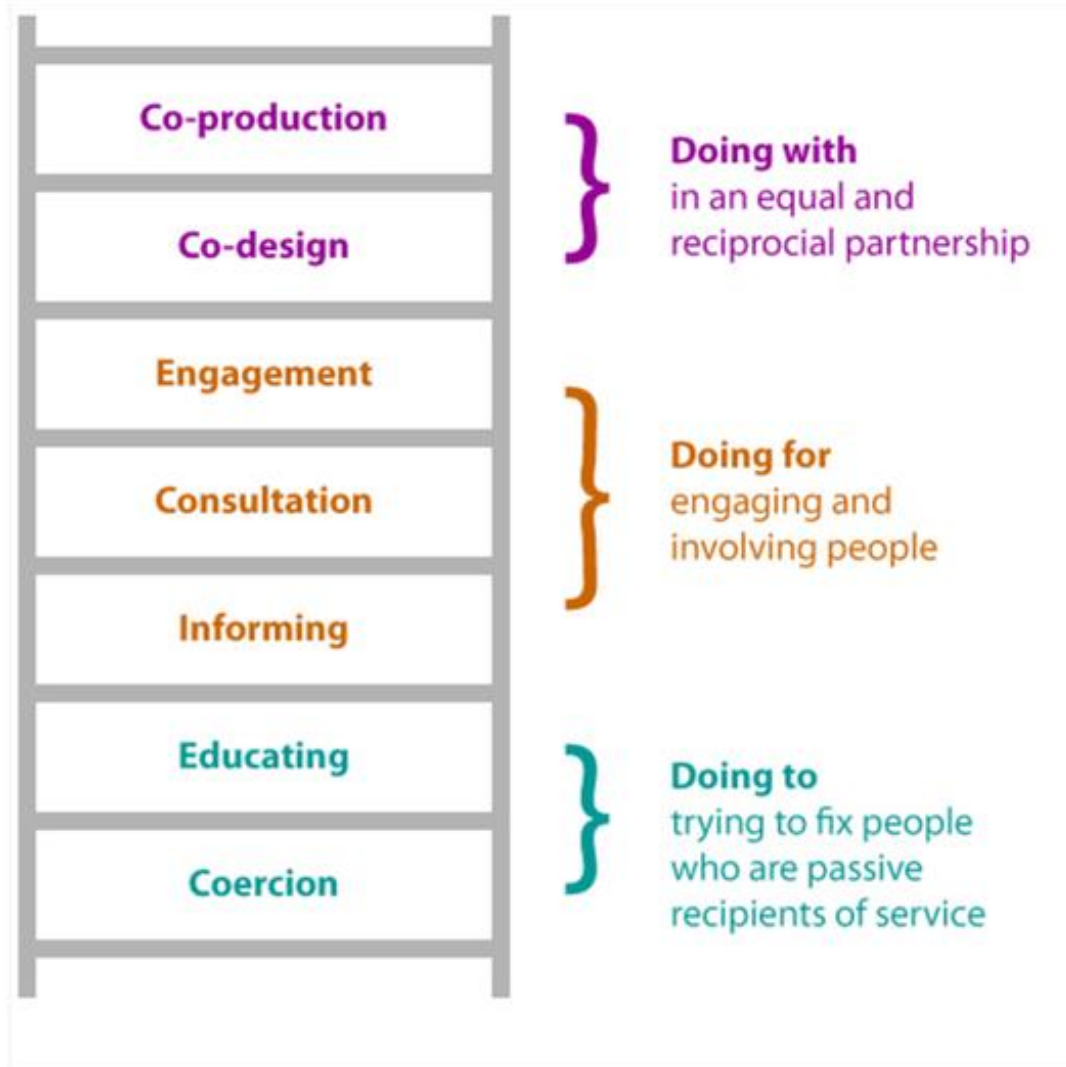 Co-production
Co-design
Doing with
in an equal and
reciprocial partnership
Engagement
Consultation
Informing
Doing for
engaging and
involving people
Educating
Coercion
Doing to
trying to fix people
who are passive
recipients of service